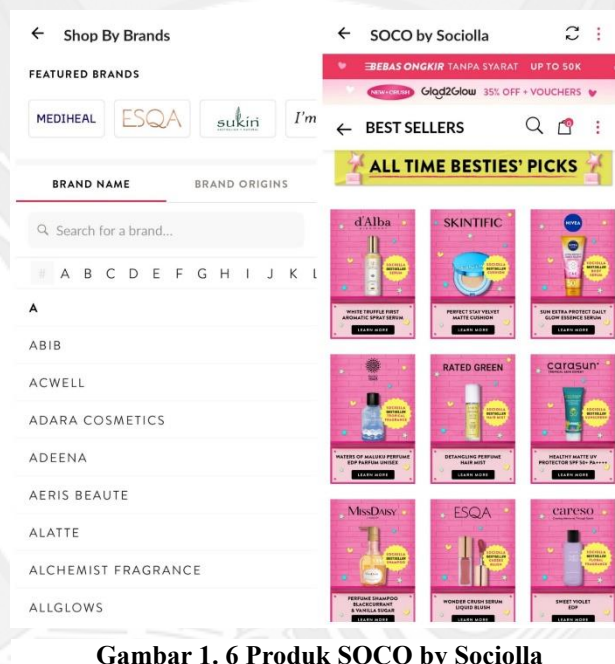 Shop By Brands
FEATURED BRANDS
MEDIHEAL
ESQA
sukin
I'm
BRAND NAME
BRAND ORIGINS
Search for a brand...
# A B C D E F G H I J K L
A
ABIB
ACWELL
ADARA COSMETICS
ADEENA
AERIS BEAUTE
ALATTE
ALCHEMIST FRAGRANCE
ALLGLOWS
SOCO by Sociolla
BEBAS ONGKIR TANPA SYARAT UP TO 50K
Glad2Glow 35% OFF + VOUCHERS
BEST SELLERS
ALL TIME BESTIES' PICKS
d'Alba
WHITE TRUFFLE FIRST
AROMATIC SPRAY SERUM
LEARN MORE
SKINTIFIC
PERFECT STAY VELVET
MATTE CUSHION
LEARN MORE
NIVEA
SUN EXTRA PROTECT DAILY
GLOW ESSENCE SERUM
LEARN MORE
WATERS OF MALUKU PERFUME
EDP PARFUM UNISEX
LEARN MORE
RATED GREEN
DETANGLING PERFUME
HAIR MIST
LEARN MORE
carasun
HEALTHY MATTE UV
PROTECTOR SPF 50+ PA++++
LEARN MORE
MISSDAISY
PERFUME SHAMPOO
BLACKCURRANT
& VANILLA SUGAR
LEARN MORE
ESQA
WONDER CRUSH SERUM
LIQUID BLUSH
LEARN MORE
careso
SWEET VIOLET
EDP
LEARN MORE
Gambar 1. 6 Produk SOCO by Sociolla